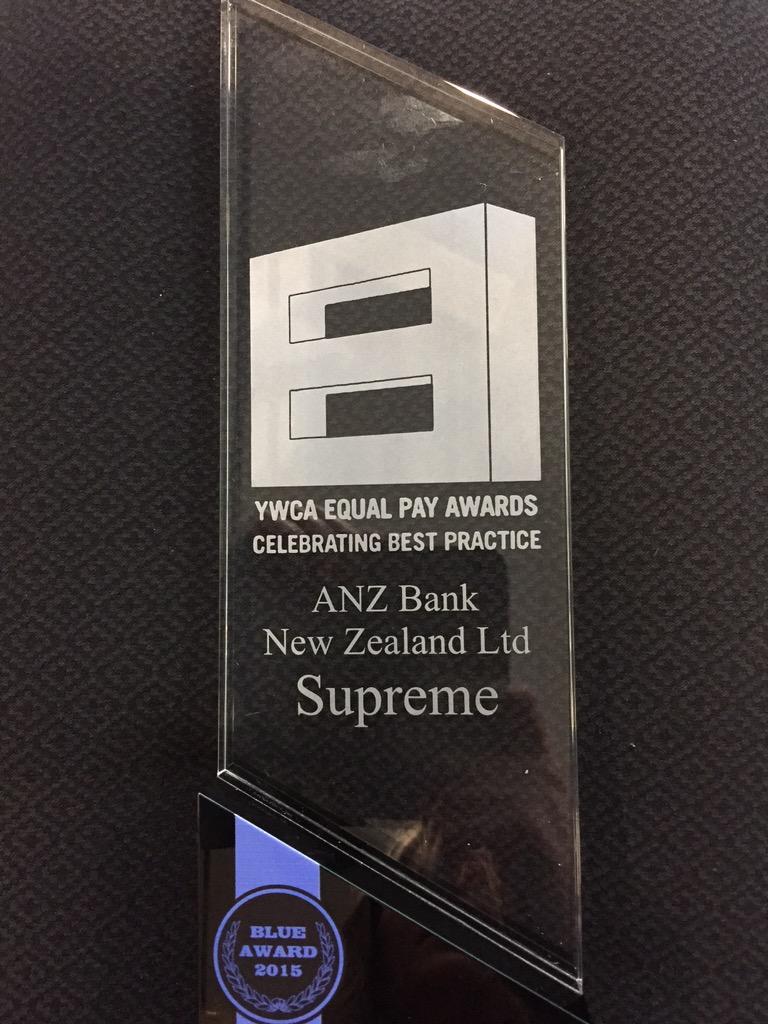 YWCA EQUAL PAY AWARDS
CELEBRATING BEST PRACTICE
ANZ Bank
New Zealand Ltd
Supreme
BLUE
AWARD
2015